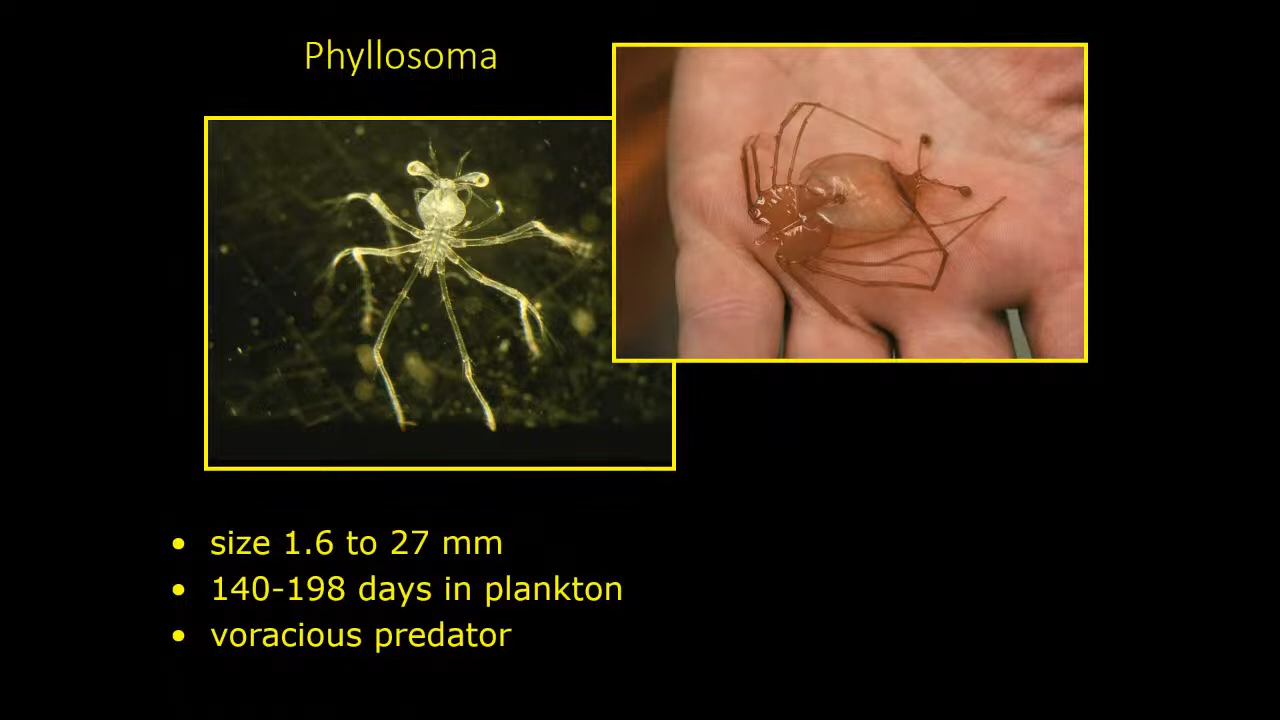 Phyllosoma
• size 1.6 to 27 mm
• 140-198 days in plankton
• voracious predator